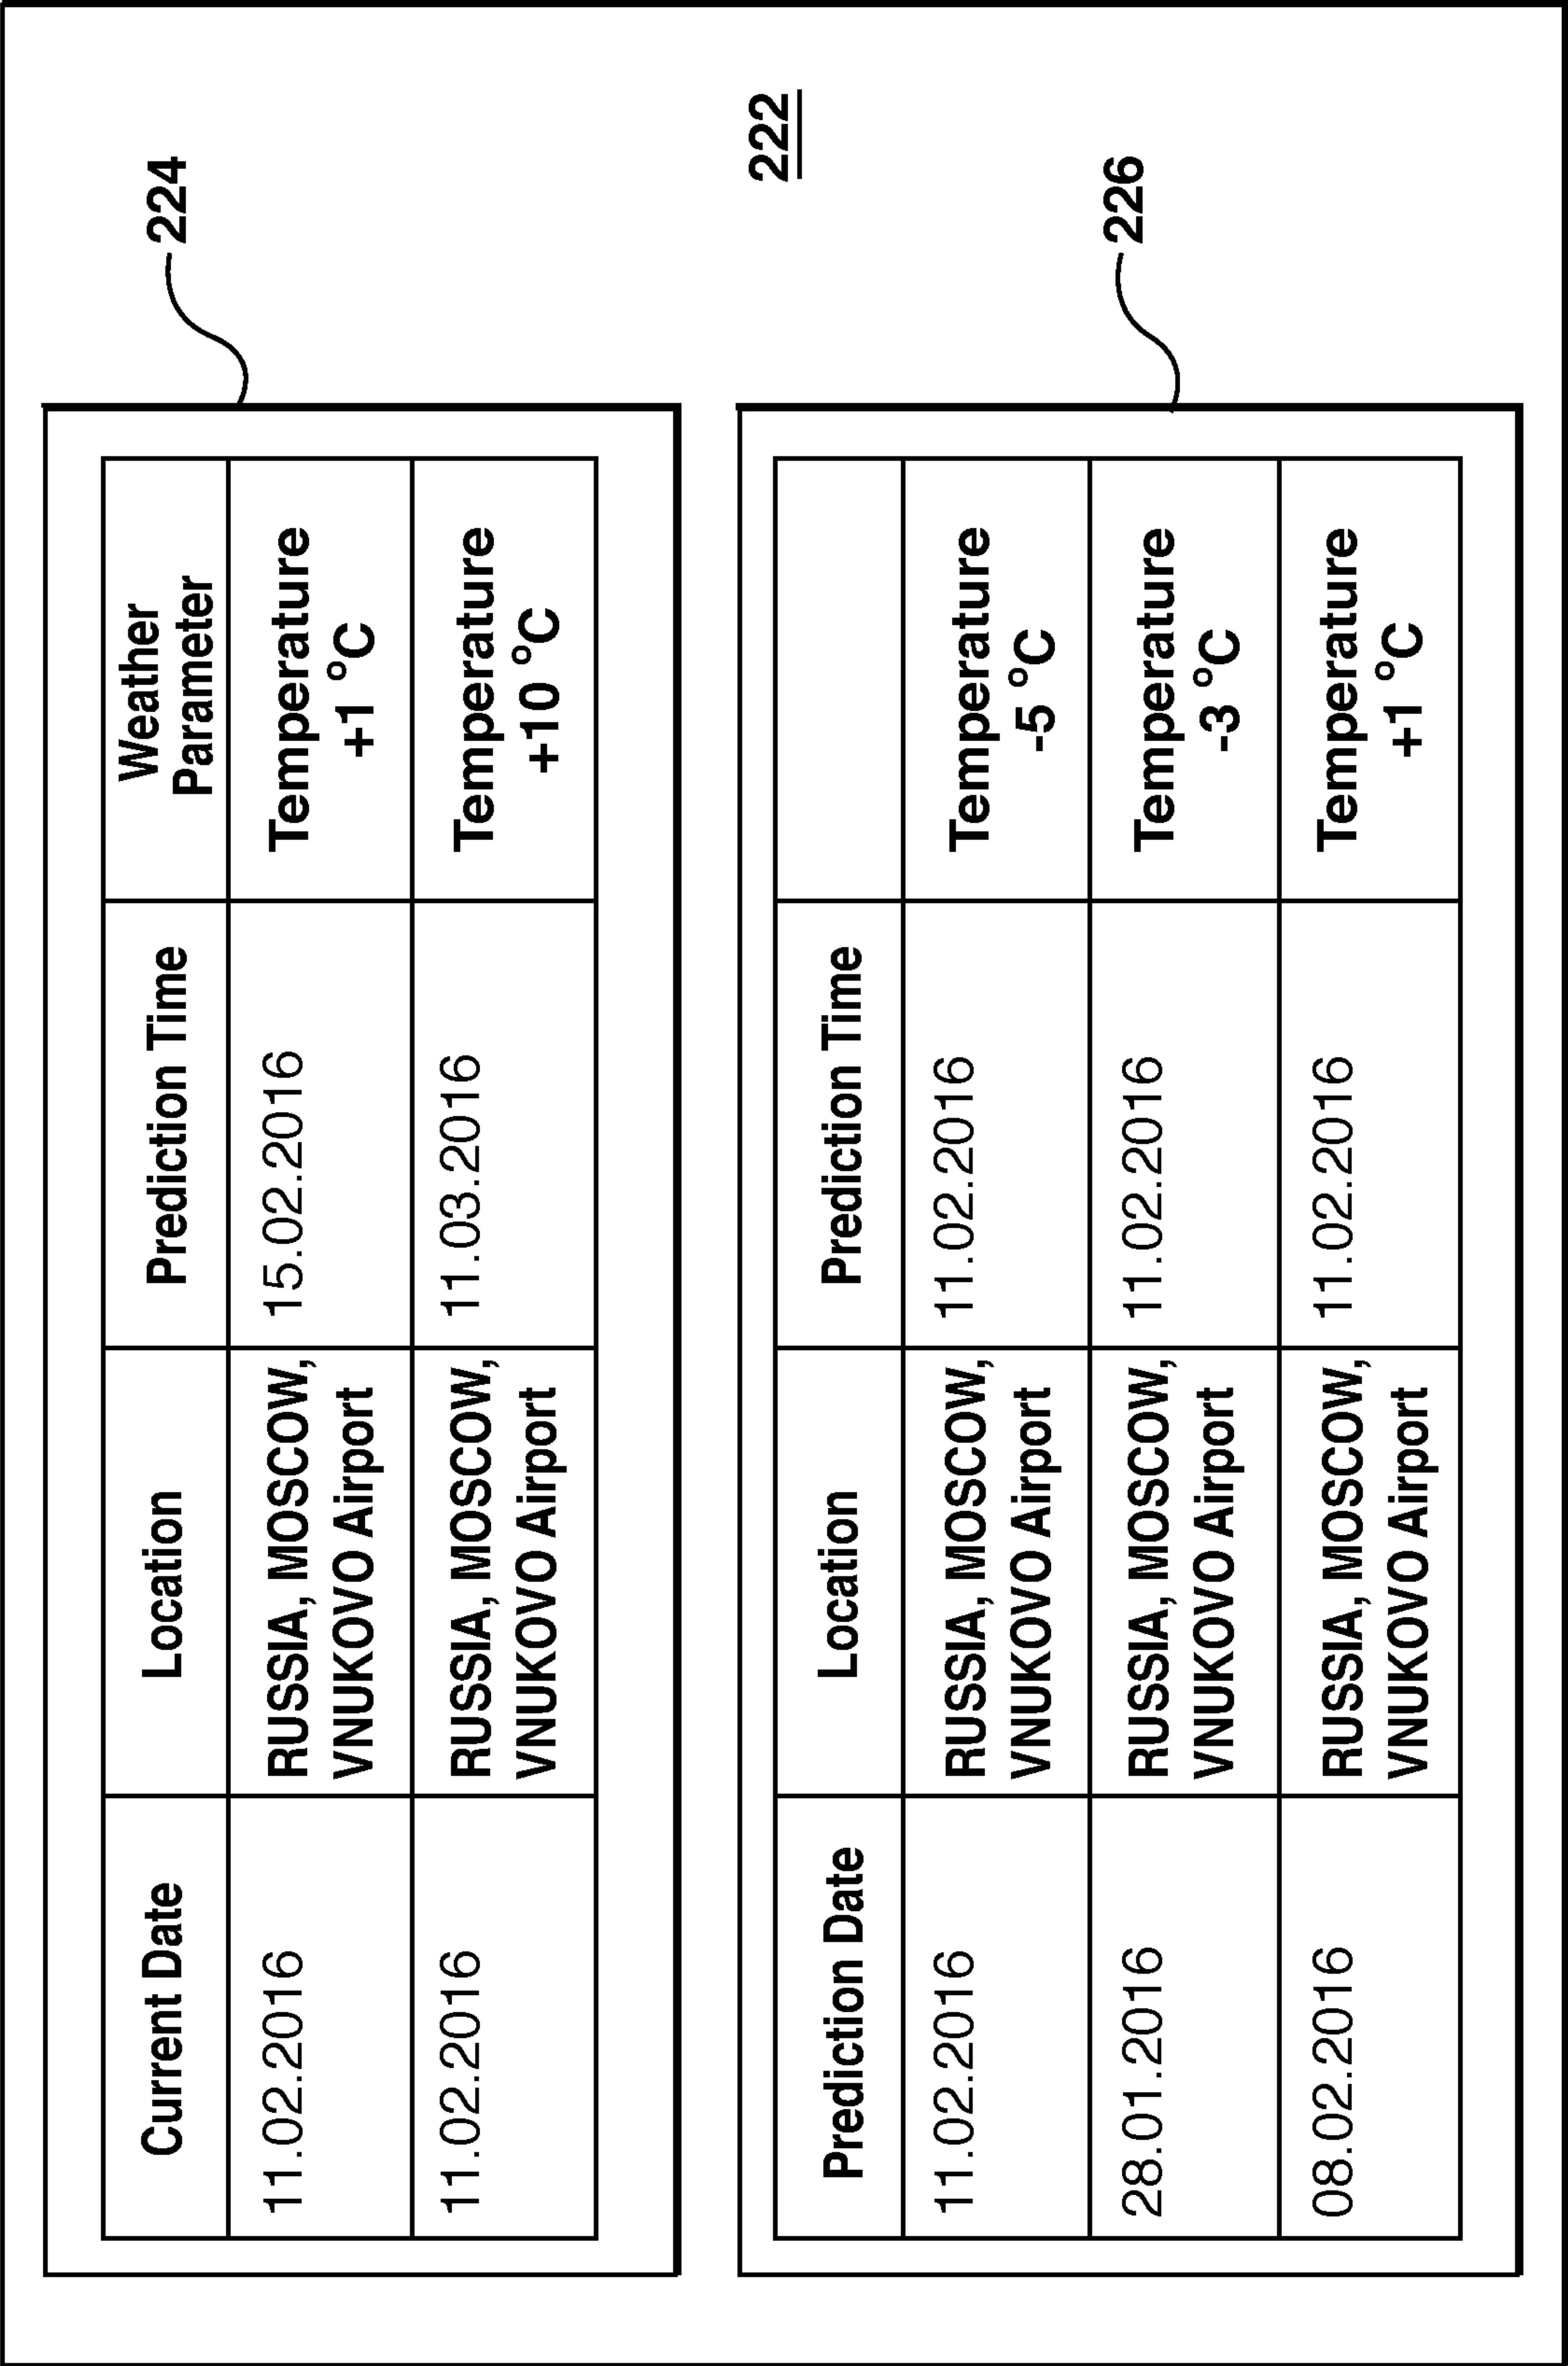 224
Current Date
Location
Prediction Time
Weather
Parameter
11.02.2016
RUSSIA, MOSCOW,
VNUKOVO Airport
15.02.2016
Temperature
+1 °C
11.02.2016
RUSSIA, MOSCOW,
VNUKOVO Airport
11.03.2016
Temperature
+10 °C
222
226
Prediction Date
Location
Prediction Time
11.02.2016
RUSSIA, MOSCOW,
VNUKOVO Airport
11.02.2016
Temperature
-5 °C
28.01.2016
RUSSIA, MOSCOW,
VNUKOVO Airport
11.02.2016
Temperature
-3 °C
08.02.2016
RUSSIA, MOSCOW,
VNUKOVO Airport
11.02.2016
Temperature
+1 °C